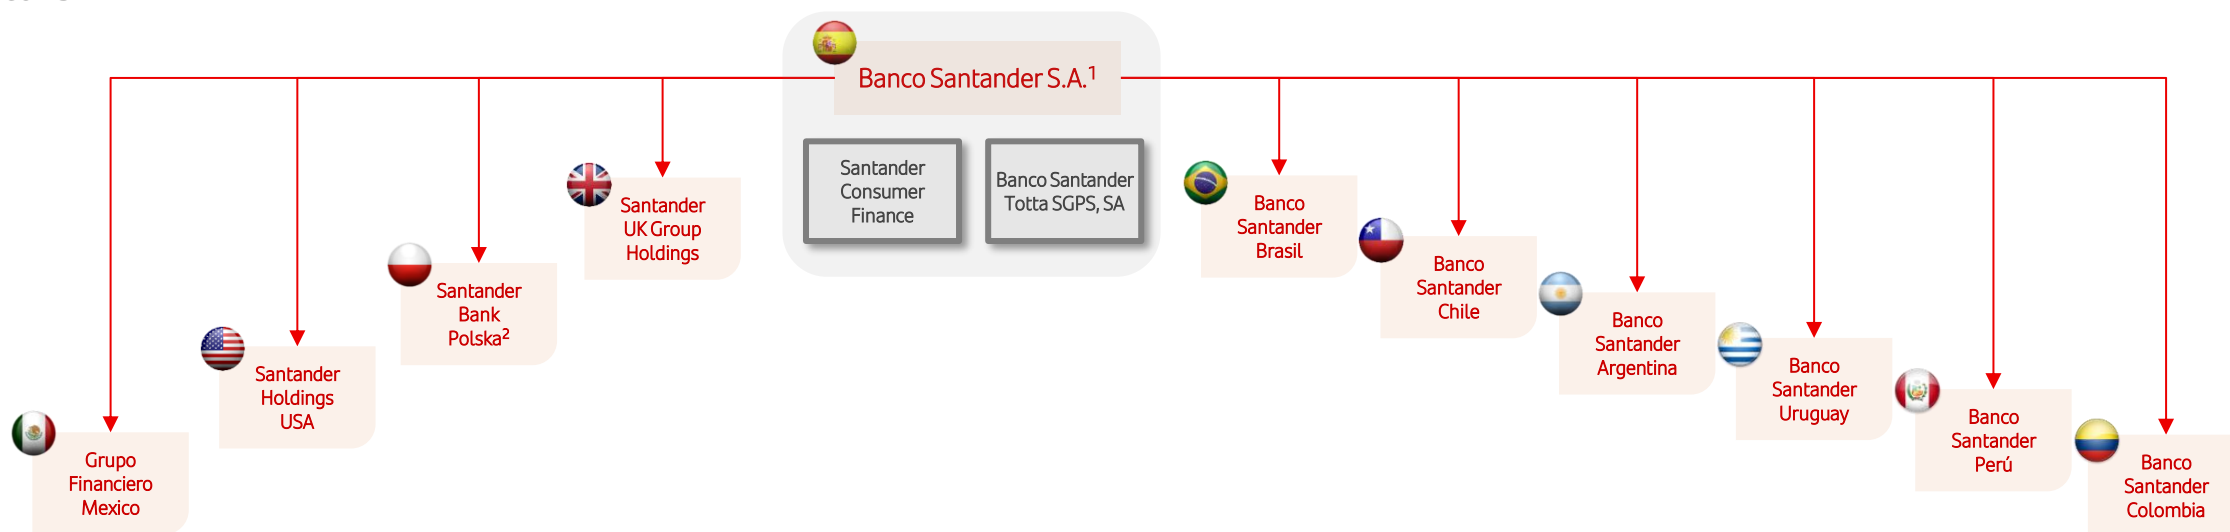 Banco Santander S.A.¹
Santander
Consumer
Finance
Banco Santander
Totta SGPS, SA
Santander
UK Group
Holdings
Santander
Bank
Polska²
Santander
Holdings
USA
Grupo
Financiero
Mexico
Banco
Santander
Brasil
Banco
Santander
Chile
Banco
Santander
Argentina
Banco
Santander
Uruguay
Banco
Santander
Perú
Banco
Santander
Colombia